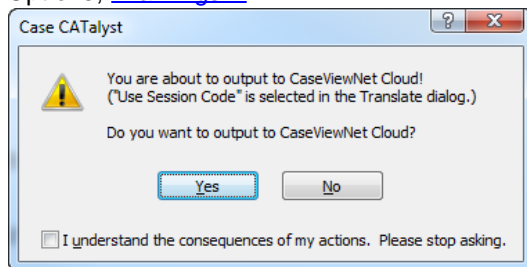 Case CATalyst
You are about to output to CaseViewNet Cloud!
("Use Session Code" is selected in the Translate dialog.)
Do you want to output to CaseViewNet Cloud?
Yes
No
I understand the consequences of my actions. Please stop asking.